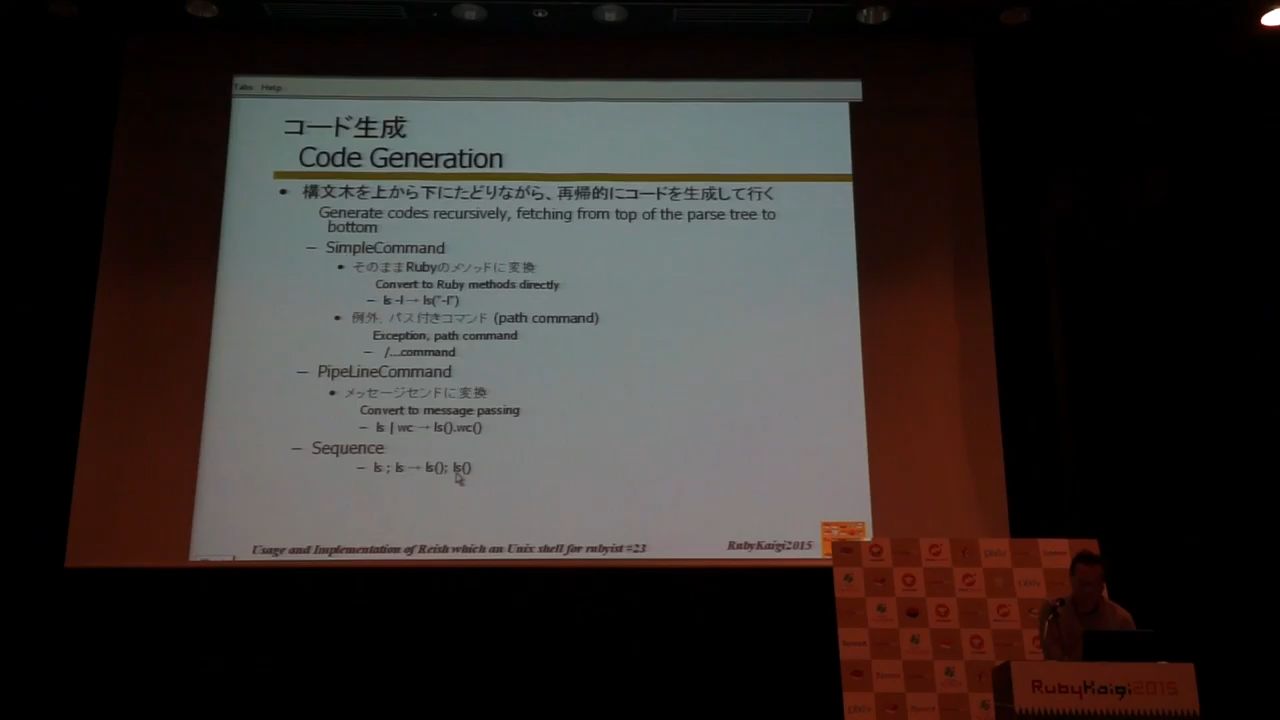 Tabs Help
コード生成
Code Generation
• 構文木を上から下にたどりながら、再帰的にコードを生成して行く
Generate codes recursively, fetching from top of the parse tree to
bottom
– SimpleCommand
• そのままRubyのメソッドに変換
Convert to Ruby methods directly
– ls -l → ls("-l")
• 例外、パス付きコマンド (path command)
Exception, path command
– /...command
– PipeLineCommand
• メッセージセンドに変換
Convert to message passing
– ls | wc → ls().wc()
– Sequence
– ls ; ls → ls(); ls()
Usage and Implementation of Reish which an Unix shell for rubyist #23
RubyKaigi2015
RubyKaigi2015